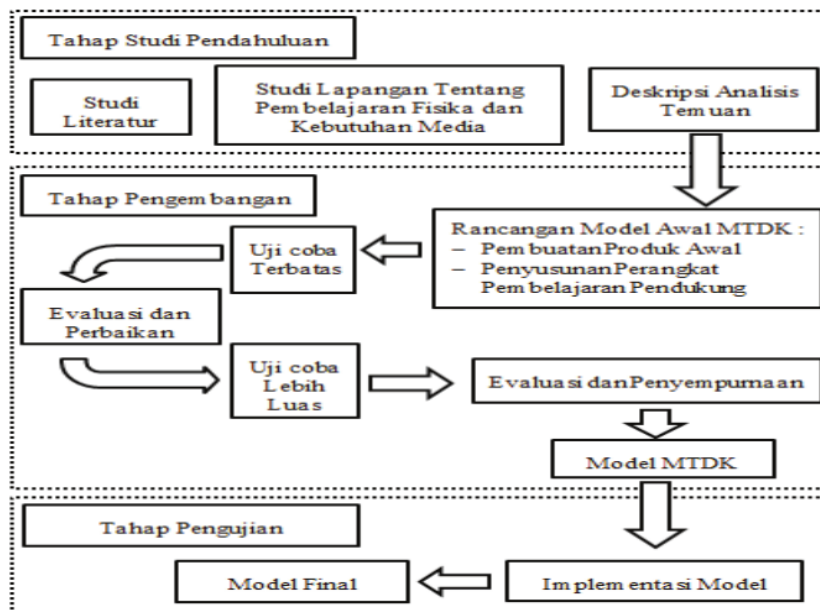 Tahap Studi Pendahuluan
Studi
Literatur
Studi Lapangan Tentang
Pembelajaran Fisika dan
Kebutuhan Media
Deskripsi Analisis
Temuan
Tahap Pengembangan
Rancangan Model Awal MTDK :
– Pembuatan Produk Awal
– Penyusunan Perangkat
Pembelajaran Pendukung
Uji coba
Terbatas
Evaluasi dan
Perbaikan
Uji coba
Lebih
Luas
Evaluasi dan Penyempurnaan
Model MTDK
Tahap Pengujian
Implementasi Model
Model Final